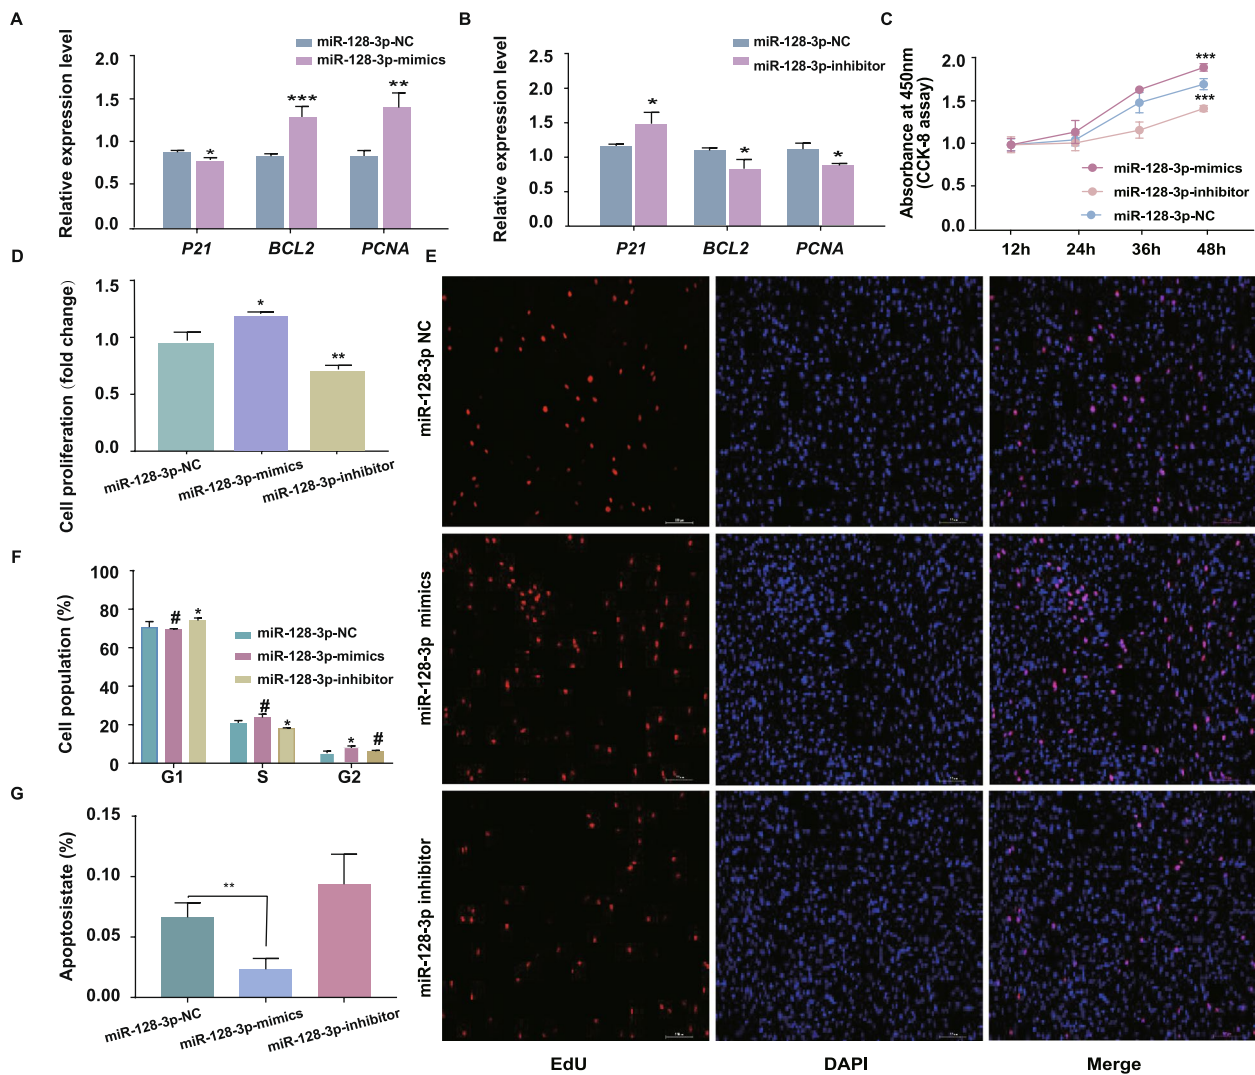 A
Relative expression level
2.0
1.5
1.0
0.5
0.0
miR-128-3p-NC
miR-128-3p-mimics
*
***
**
P21
BCL2
PCNA
B
Relative expression level
2.5
2.0
1.5
1.0
0.5
0.0
miR-128-3p-NC
miR-128-3p-inhibitor
*
*
*
P21
BCL2
PCNA
C
Absorbance at 450nm
(CCK-8 assay)
2.0
1.5
1.0
0.5
0.0
***
***
miR-128-3p-mimics
miR-128-3p-inhibitor
miR-128-3p-NC
12h
24h
36h
48h
D
Cell proliferation (fold change)
1.5
1.0
0.5
0.0
*
**
miR-128-3p-NC
miR-128-3p-mimics
miR-128-3p-inhibitor
E
miR-128-3p NC
miR-128-3p mimics
miR-128-3p inhibitor
EdU
DAPI
Merge
F
Cell population (%)
100
80
60
40
20
0
#
*
#
*
*
#
miR-128-3p-NC
miR-128-3p-mimics
miR-128-3p-inhibitor
G1
S
G2
G
Apoptosistate (%)
0.15
0.10
0.05
0.00
**
miR-128-3p-NC
miR-128-3p-mimics
miR-128-3p-inhibitor